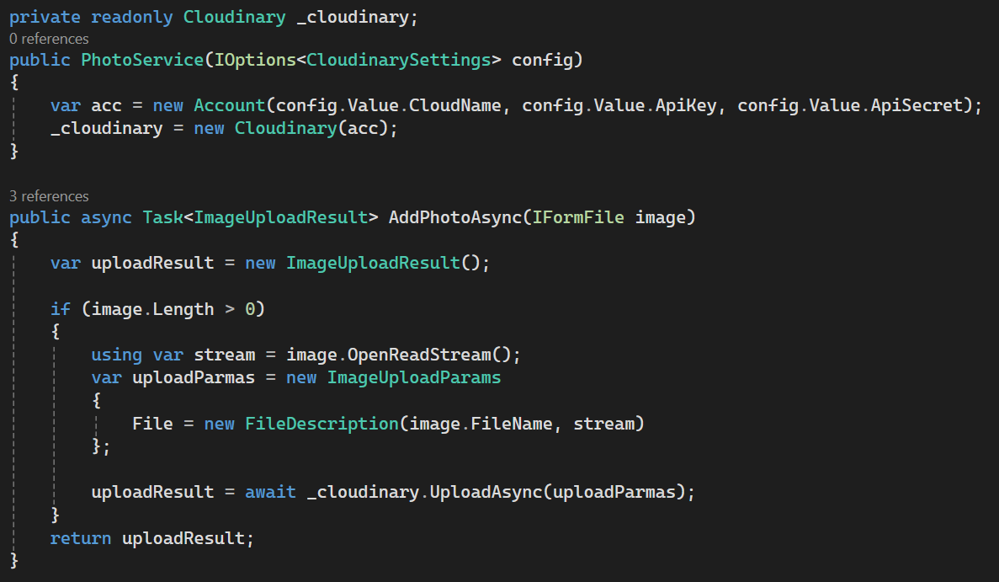 private readonly Cloudinary _cloudinary;
0 references
public PhotoService(IOptions<CloudinarySettings> config)
{
    var acc = new Account(config.Value.CloudName, config.Value.ApiKey, config.Value.ApiSecret);
    _cloudinary = new Cloudinary(acc);
}

3 references
public async Task<ImageUploadResult> AddPhotoAsync(IFormFile image)
{
    var uploadResult = new ImageUploadResult();

    if (image.Length > 0)
    {
        using var stream = image.OpenReadStream();
        var uploadParmas = new ImageUploadParams
        {
            File = new FileDescription(image.FileName, stream)
        };

        uploadResult = await _cloudinary.UploadAsync(uploadParmas);
    }
    return uploadResult;
}